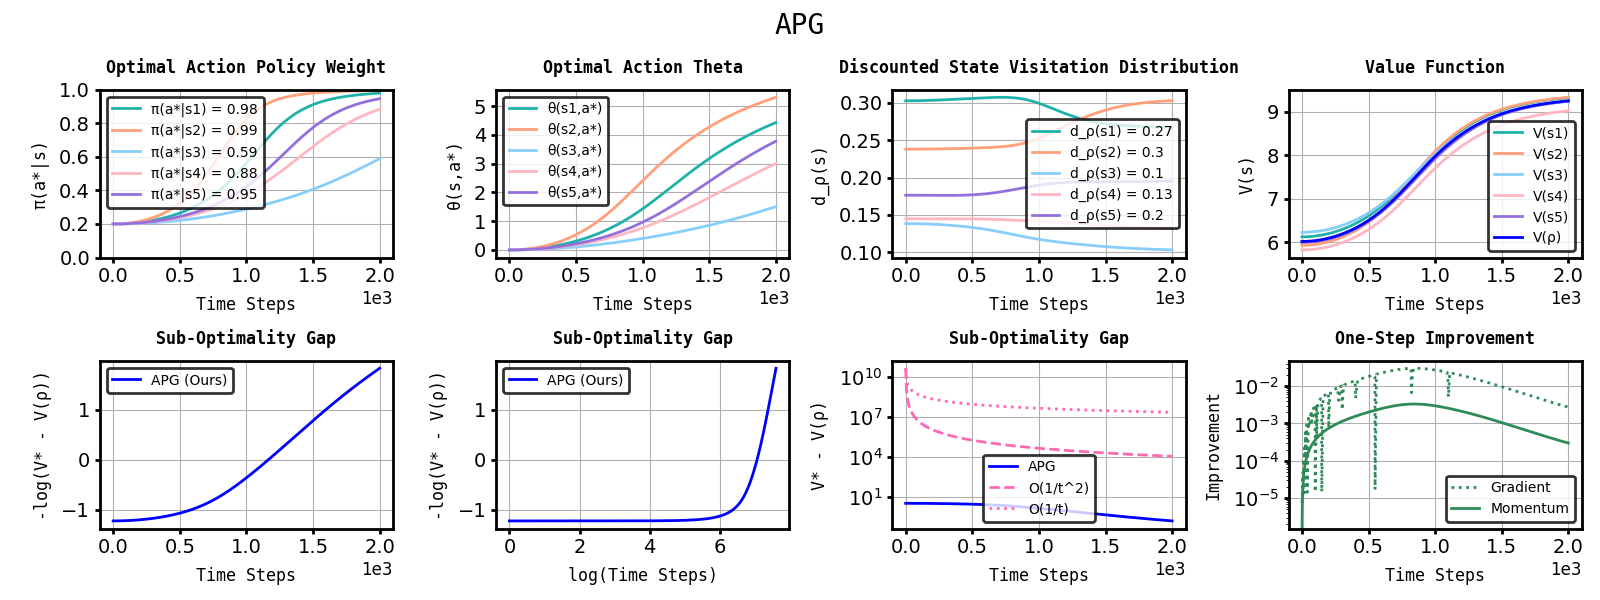 APG
Optimal Action Policy Weight
π(a*|s)
1.0
0.8
0.6
0.4
0.2
0.0
π(a*|s1) = 0.98
π(a*|s2) = 0.99
π(a*|s3) = 0.59
π(a*|s4) = 0.88
π(a*|s5) = 0.95
0.0 0.5 1.0 1.5 2.0
1e3
Time Steps
Optimal Action Theta
θ(s,a*)
5
4
3
2
1
0
θ(s1,a*)
θ(s2,a*)
θ(s3,a*)
θ(s4,a*)
θ(s5,a*)
0.0 0.5 1.0 1.5 2.0
1e3
Time Steps
Discounted State Visitation Distribution
d_ρ(s)
0.30
0.25
0.20
0.15
0.10
d_ρ(s1) = 0.27
d_ρ(s2) = 0.3
d_ρ(s3) = 0.1
d_ρ(s4) = 0.13
d_ρ(s5) = 0.2
0.0 0.5 1.0 1.5 2.0
1e3
Time Steps
Value Function
V(s)
9
8
7
6
V(s1)
V(s2)
V(s3)
V(s4)
V(s5)
V(ρ)
0.0 0.5 1.0 1.5 2.0
1e3
Time Steps
Sub-Optimality Gap
-log(V* - V(ρ))
1
0
−1
APG (Ours)
0.0 0.5 1.0 1.5 2.0
1e3
Time Steps
Sub-Optimality Gap
-log(V* - V(ρ))
1
0
−1
APG (Ours)
0 2 4 6
log(Time Steps)
Sub-Optimality Gap
V* - V(ρ)
10^10
10^7
10^4
10^1
APG
O(1/t^2)
O(1/t)
0.0 0.5 1.0 1.5 2.0
1e3
Time Steps
One-Step Improvement
Improvement
10^−2
10^−3
10^−4
10^−5
Gradient
Momentum
0.0 0.5 1.0 1.5 2.0
1e3
Time Steps